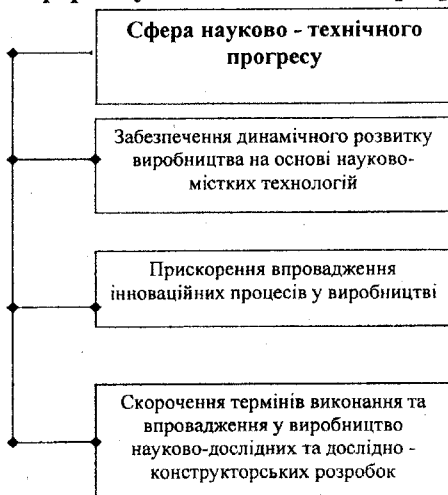 Сфера науково - технічного
прогресу
Забезпечення динамічного розвитку
виробництва на основі науково-
містких технологій
Прискорення впровадження
інноваційних процесів у виробництві
Скорочення термінів виконання та
впровадження у виробництво
науково-дослідних та дослідно -
конструкторських розробок